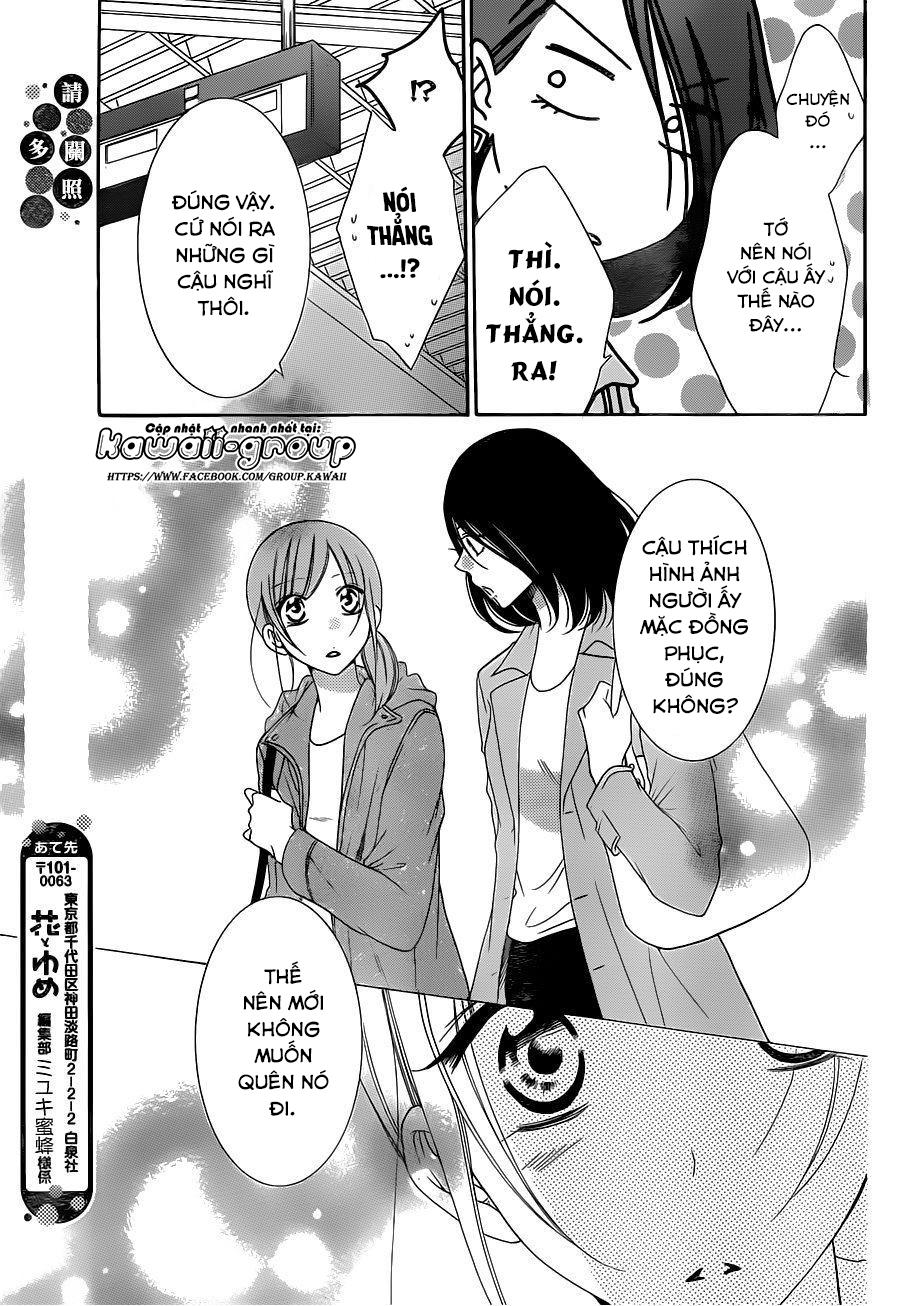 CHUYỆN
ĐÓ
...
TỚ
NÊN NÓI
VỚI CẬU ẤY
THẾ NÀO
ĐÂY...
THÌ.
NÓI.
THẲNG.
RA!
!?
NÓI
THẲNG
...!?
ĐÚNG VẬY.
CỨ NÓI RA
NHỮNG GÌ
CẬU NGHĨ
THÔI.
請多關照
Cập nhật nhanh nhất tại:
kawaii-group
HTTPS://WWW.FACEBOOK.COM/GROUP.KAWAII
CẬU THÍCH
HÌNH ẢNH
NGƯỜI ẤY
MẶC ĐỒNG
PHỤC,
ĐÚNG
KHÔNG?
THẾ
NÊN MỚI
KHÔNG
MUỐN
QUÊN NÓ
ĐI.
あて先
〒101-
0063
東京都千代田区神田淡路町2-2-2 白泉社
花とゆめ 編集部 ミユキ蜜蜂様係